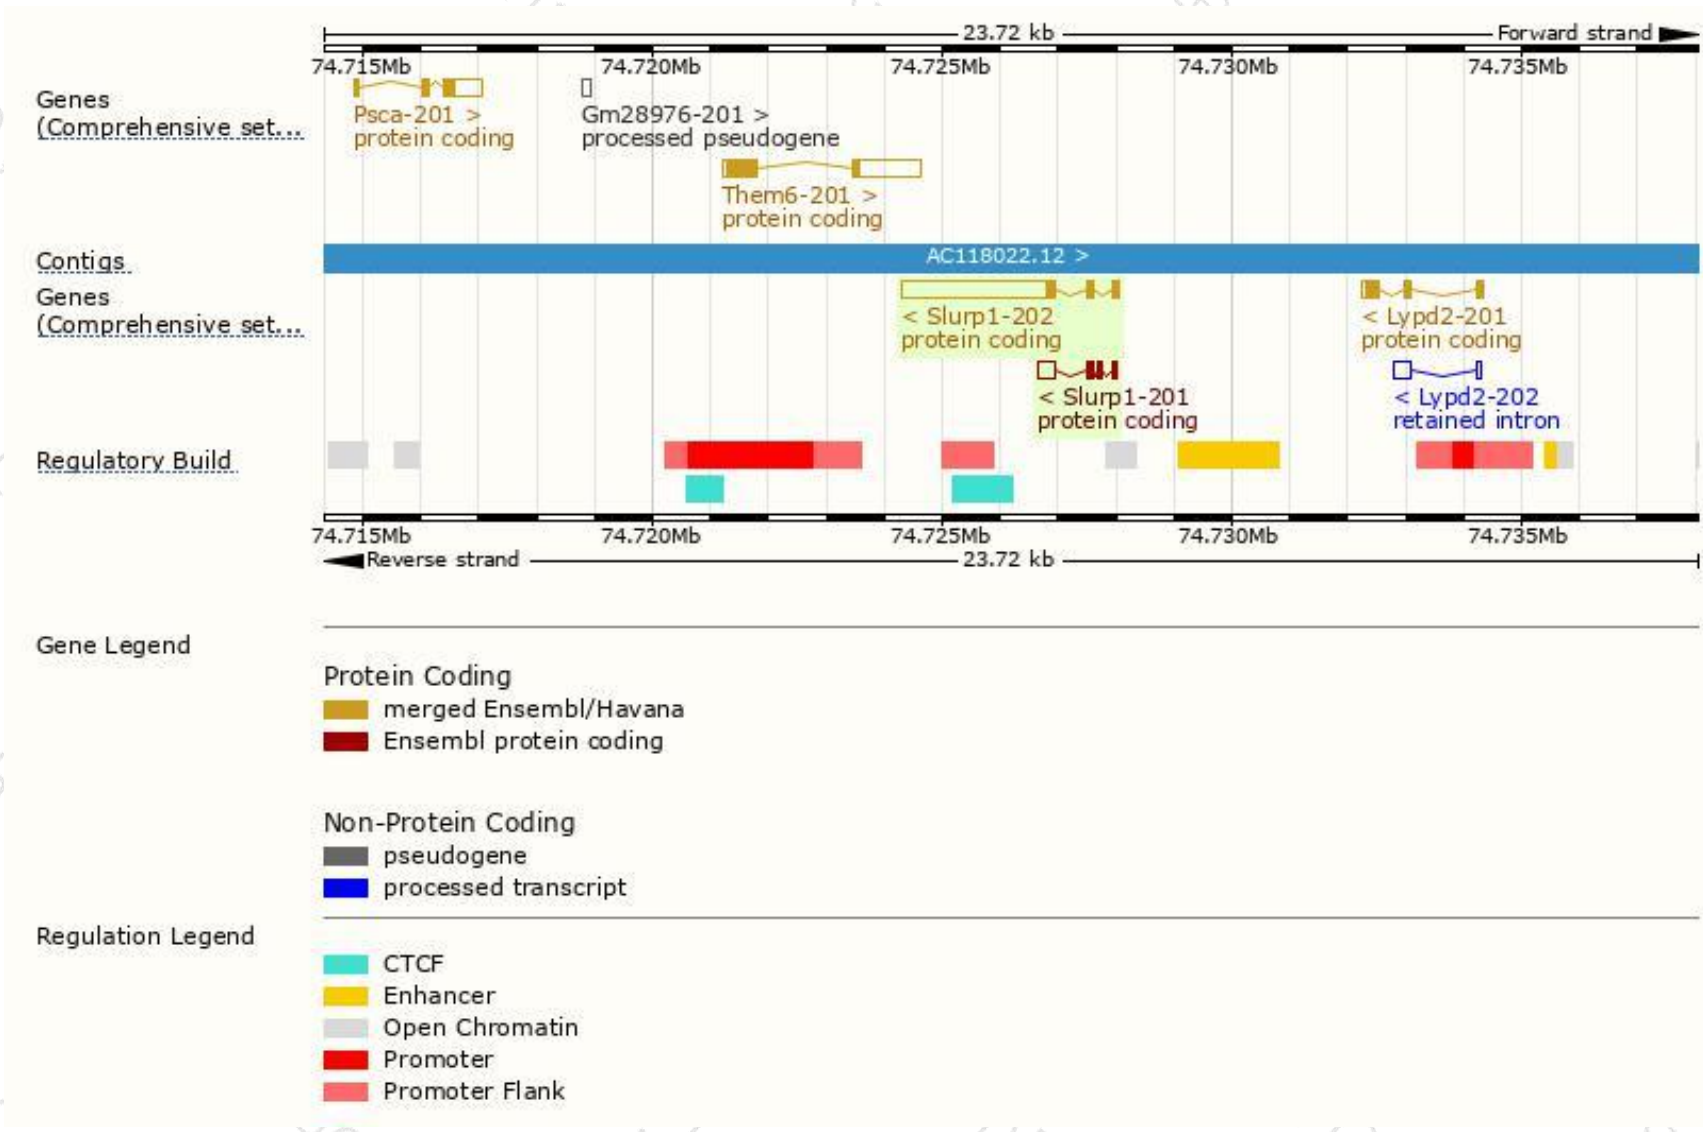 23.72 kb Forward strand
74.715Mb 74.720Mb 74.725Mb 74.730Mb 74.735Mb
Genes
(Comprehensive set...
Psca-201 >
protein coding
Gm28976-201 >
processed pseudogene
Them6-201 >
protein coding
Contigs
AC118022.12 >
Genes
(Comprehensive set...
< Slurp1-202
protein coding
< Lypd2-201
protein coding
< Slurp1-201
protein coding
< Lypd2-202
retained intron
Regulatory Build
74.715Mb 74.720Mb 74.725Mb 74.730Mb 74.735Mb
Reverse strand 23.72 kb
Gene Legend
Protein Coding
merged Ensembl/Havana
Ensembl protein coding
Non-Protein Coding
pseudogene
processed transcript
Regulation Legend
CTCF
Enhancer
Open Chromatin
Promoter
Promoter Flank